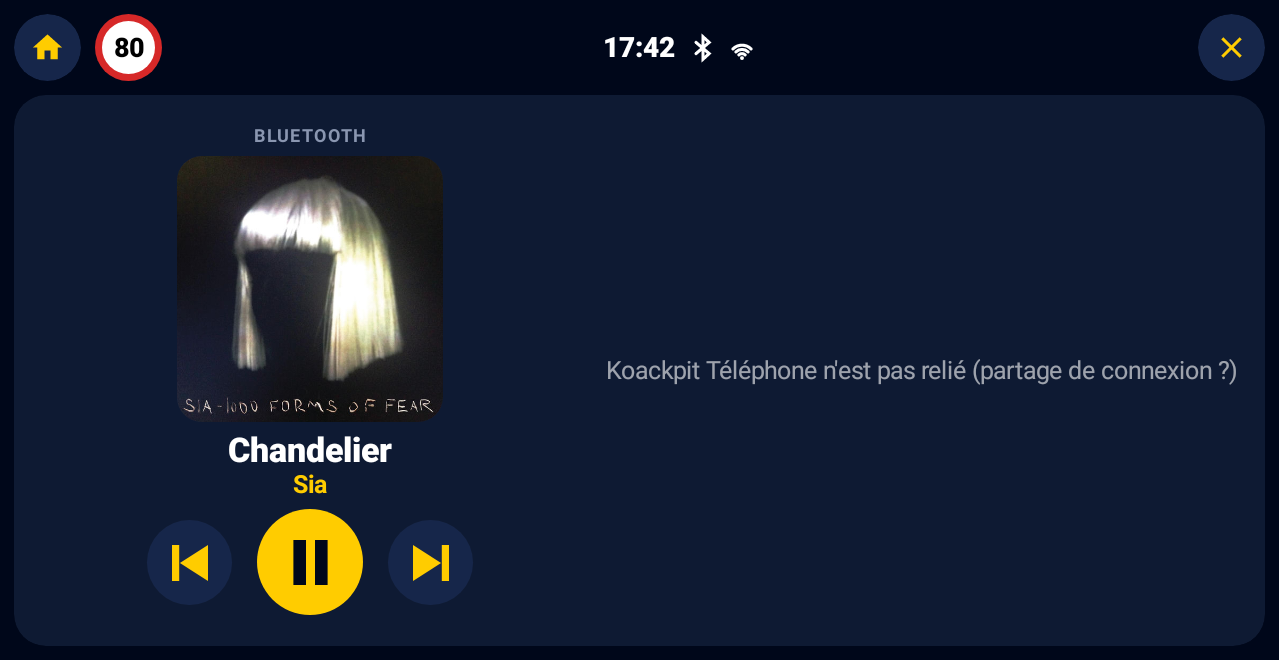 80
17:42
BLUETOOTH
SIA - 1000 FORMS OF FEAR
Chandelier
Sia
Koackpit Téléphone n'est pas relié (partage de connexion ?)